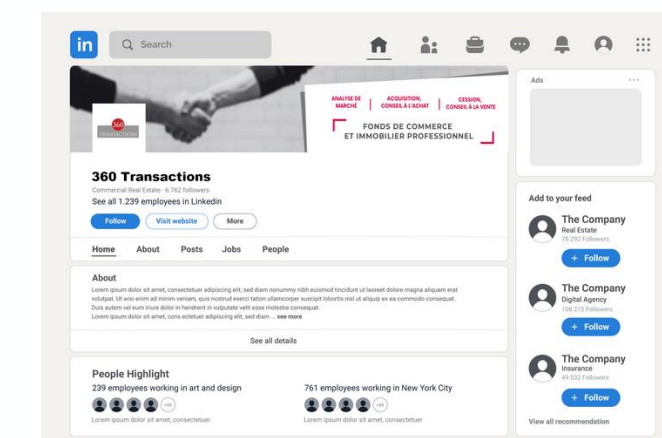 in
Search
ANALYSE DE
MARCHÉ
ACQUISITION,
CONSEIL À L'ACHAT
CESSION,
CONSEIL À LA VENTE
FONDS DE COMMERCE
ET IMMOBILIER PROFESSIONNEL
360
TRANSACTIONS
360 Transactions
Commercial Real Estate · 6.762 followers
See all 1.239 employees in Linkedin
Follow
Visit website
More
Home
About
Posts
Jobs
People
About
Lorem ipsum dolor sit amet, consectetuer adipiscing elit, sed diam nonummy nibh euismod tincidunt ut laoreet dolore magna aliquam erat
volutpat. Ut wisi enim ad minim veniam, quis nostrud exerci tation ullamcorper suscipit lobortis nisl ut aliquip ex ea commodo consequat.
Duis autem vel eum iriure dolor in hendrerit in vulputate velit esse molestie consequat.
Lorem ipsum dolor sit amet, cons ectetuer adipiscing elit, sed diam ... see more
See all details
People Highlight
239 employees working in art and design
Lorem ipsum dolor sit amet, consectetuer
761 employees working in New York City
Lorem ipsum dolor sit amet, consectetuer
Ads
Add to your feed
The Company
Real Estate
78.292 Followers
+ Follow
The Company
Digital Agency
108.273 Followers
+ Follow
The Company
Insurance
49.532 Followers
+ Follow
View all recommendation